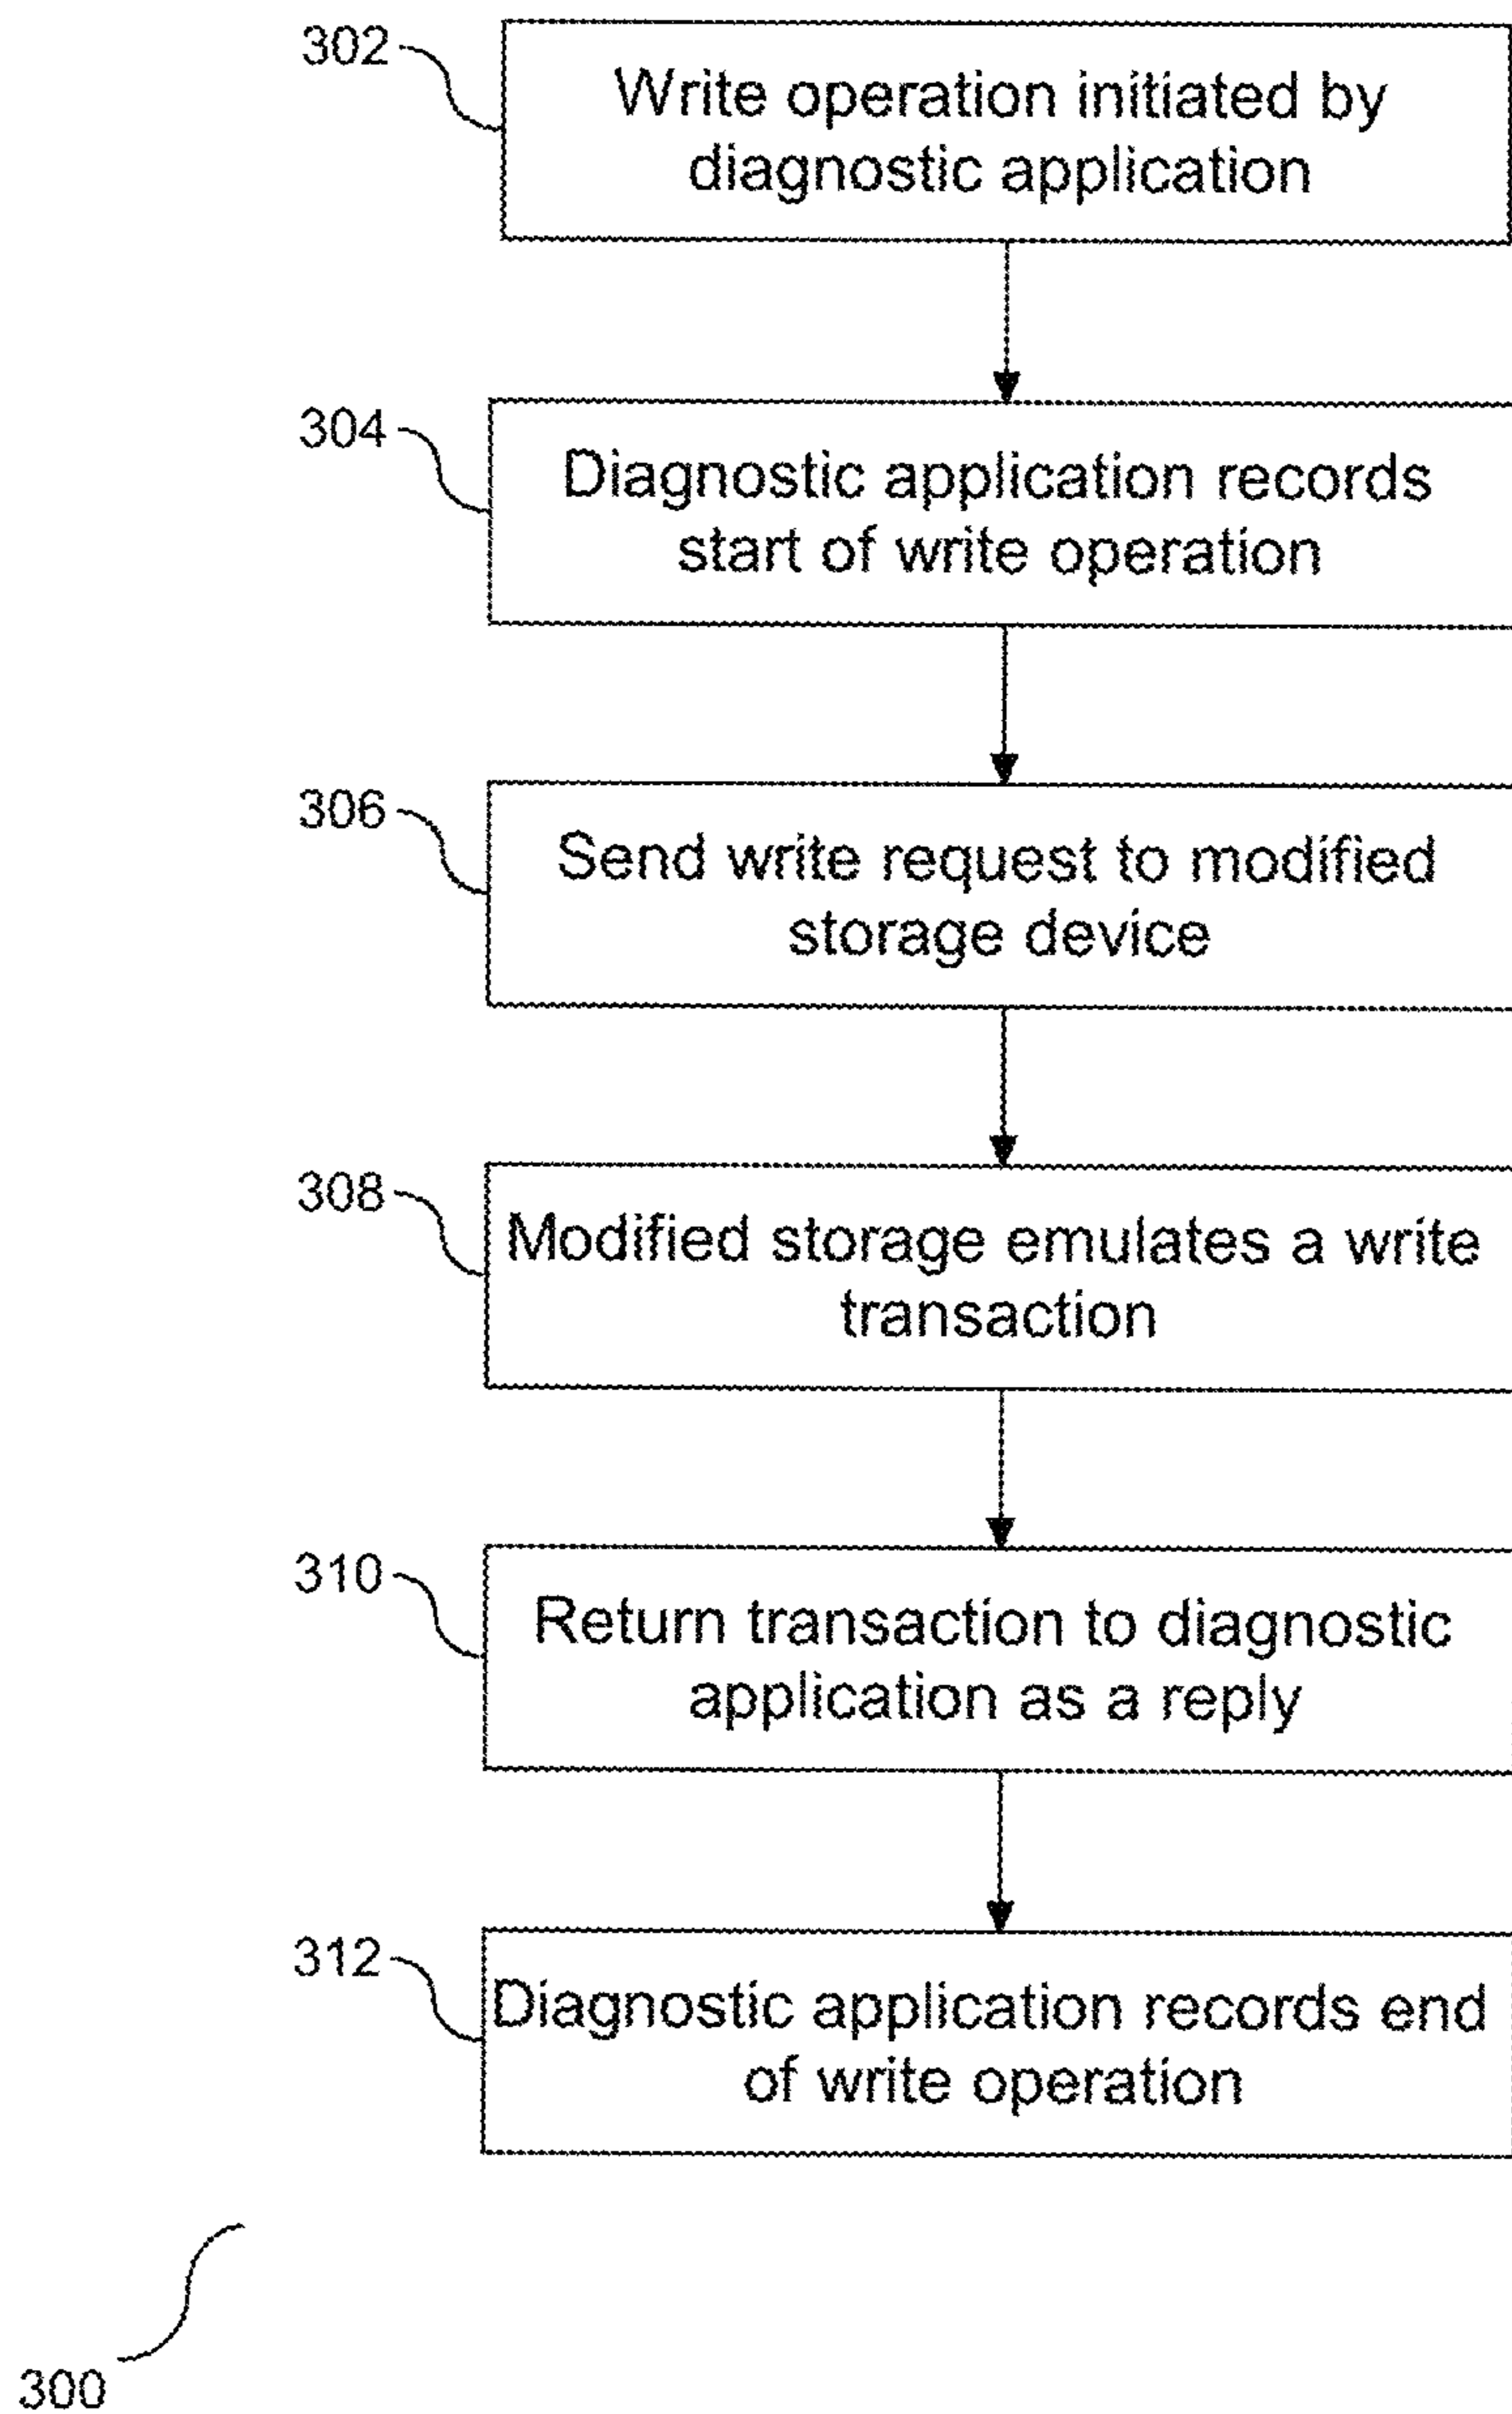 302
Write operation initiated by
diagnostic application
304
Diagnostic application records
start of write operation
306
Send write request to modified
storage device
308
Modified storage emulates a write
transaction
310
Return transaction to diagnostic
application as a reply
312
Diagnostic application records end
of write operation
300